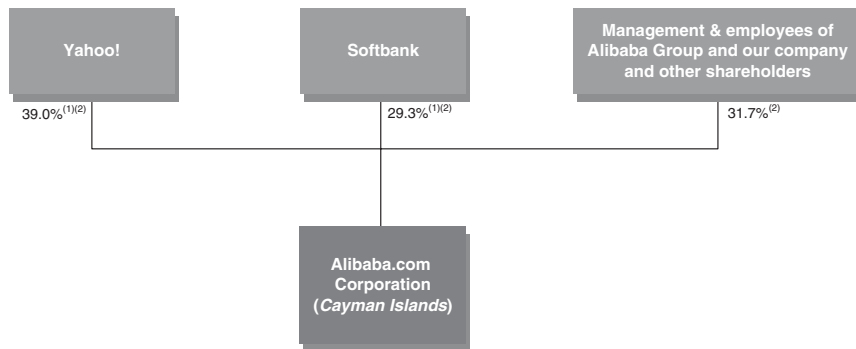 Yahoo!
Softbank
Management & employees of
Alibaba Group and our company
and other shareholders
39.0%(1)(2)
29.3%(1)(2)
31.7%(2)
Alibaba.com
Corporation
(Cayman Islands)